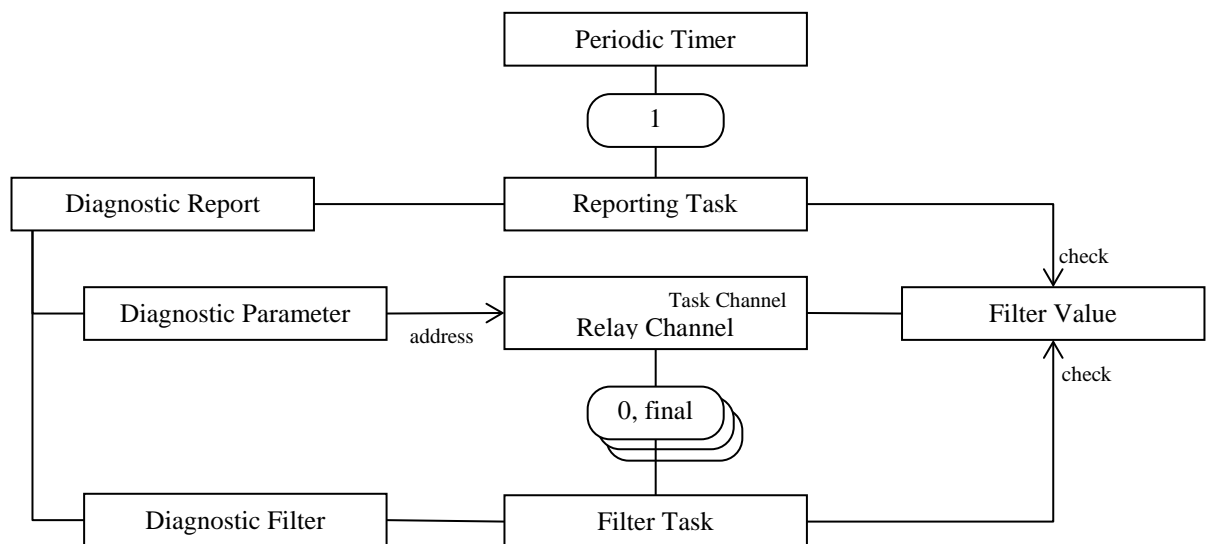 Periodic Timer
1
Diagnostic Report
Reporting Task
check
Task Channel
Diagnostic Parameter
address
Relay Channel
Filter Value
check
0, final
Diagnostic Filter
Filter Task